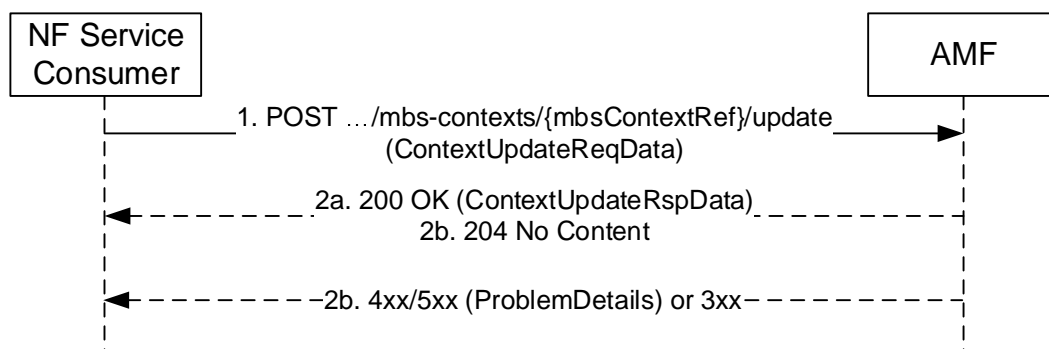 NF Service
Consumer
AMF
1. POST …/mbs-contexts/{mbsContextRef}/update
(ContextUpdateReqData)
2a. 200 OK (ContextUpdateRspData)
2b. 204 No Content
2b. 4xx/5xx (ProblemDetails) or 3xx